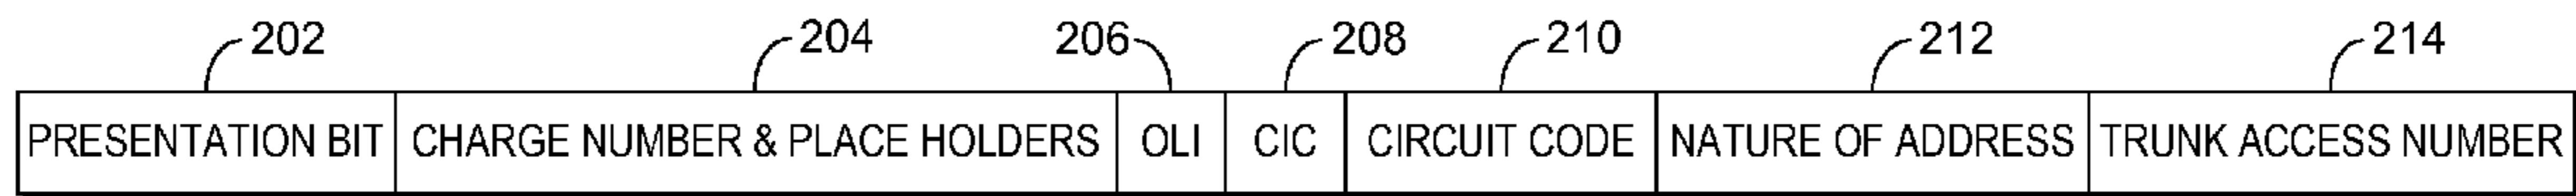 202 204 206 208 210 212 214
PRESENTATION BIT CHARGE NUMBER & PLACE HOLDERS OLI CIC CIRCUIT CODE NATURE OF ADDRESS TRUNK ACCESS NUMBER